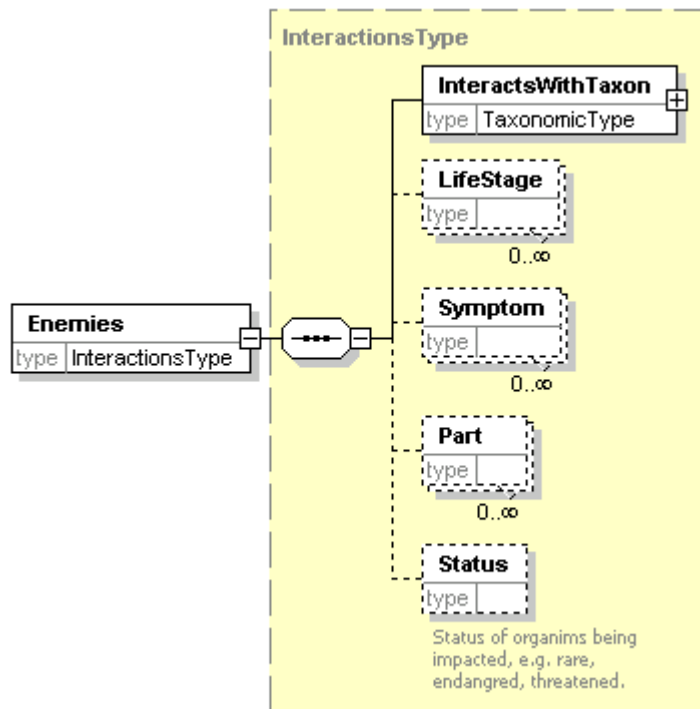 InteractionsType
InteractsWithTaxon
type TaxonomicType
LifeStage
type
0..∞
Symptom
type
0..∞
Enemies
type InteractionsType
Part
type
0..∞
Status
type
Status of organims being
impacted, e.g. rare,
endangred, threatened.